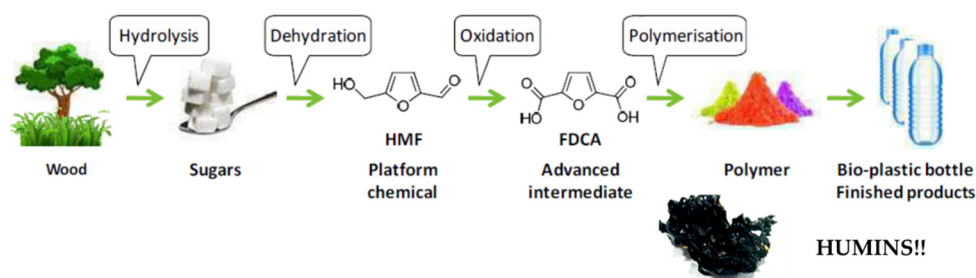 Hydrolysis
Dehydration
Oxidation
Polymerisation
HO
O
O
HO
O
O
O
OH
Wood
Sugars
HMF
Platform
chemical
FDCA
Advanced
intermediate
Polymer
Bio-plastic bottle
Finished products
HUMINS!!